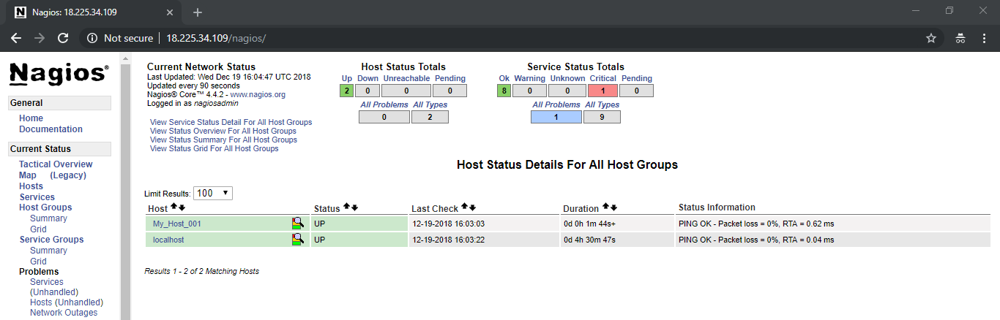 Nagios: 18.225.34.109
Not secure | 18.225.34.109/nagios/
Nagios®
General
Home
Documentation
Current Status
Tactical Overview
Map (Legacy)
Hosts
Services
Host Groups
Summary
Grid
Service Groups
Summary
Grid
Problems
Services
(Unhandled)
Hosts (Unhandled)
Network Outages
Current Network Status
Last Updated: Wed Dec 19 16:04:47 UTC 2018
Updated every 90 seconds
Nagios® Core™ 4.4.2 - www.nagios.org
Logged in as nagiosadmin
View Service Status Detail For All Host Groups
View Status Overview For All Host Groups
View Status Summary For All Host Groups
View Status Grid For All Host Groups
Host Status Totals
Up Down Unreachable Pending
2 0 0 0
All Problems All Types
0 2
Service Status Totals
Ok Warning Unknown Critical Pending
8 0 0 1 0
All Problems All Types
1 9
Host Status Details For All Host Groups
Limit Results: 100
Host Status Last Check Duration Status Information
My_Host_001 UP 12-19-2018 16:03:03 0d 0h 1m 44s+ PING OK - Packet loss = 0%, RTA = 0.62 ms
localhost UP 12-19-2018 16:03:22 0d 4h 30m 47s PING OK - Packet loss = 0%, RTA = 0.04 ms
Results 1 - 2 of 2 Matching Hosts